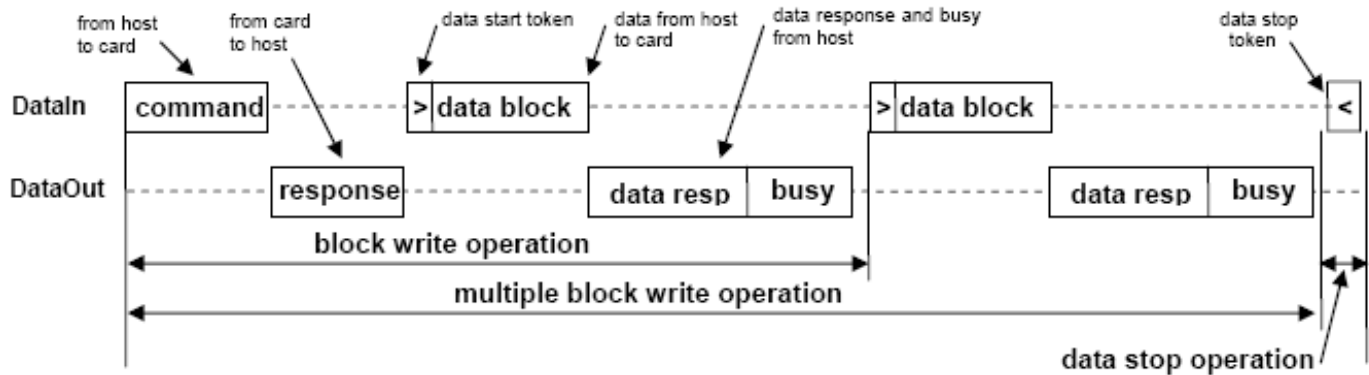 from host
to card
from card
to host
data start token
data from host
to card
data response and busy
from host
data stop
token
DataIn
command
> data block
> data block
<
DataOut
response
data resp
busy
data resp
busy
block write operation
multiple block write operation
data stop operation